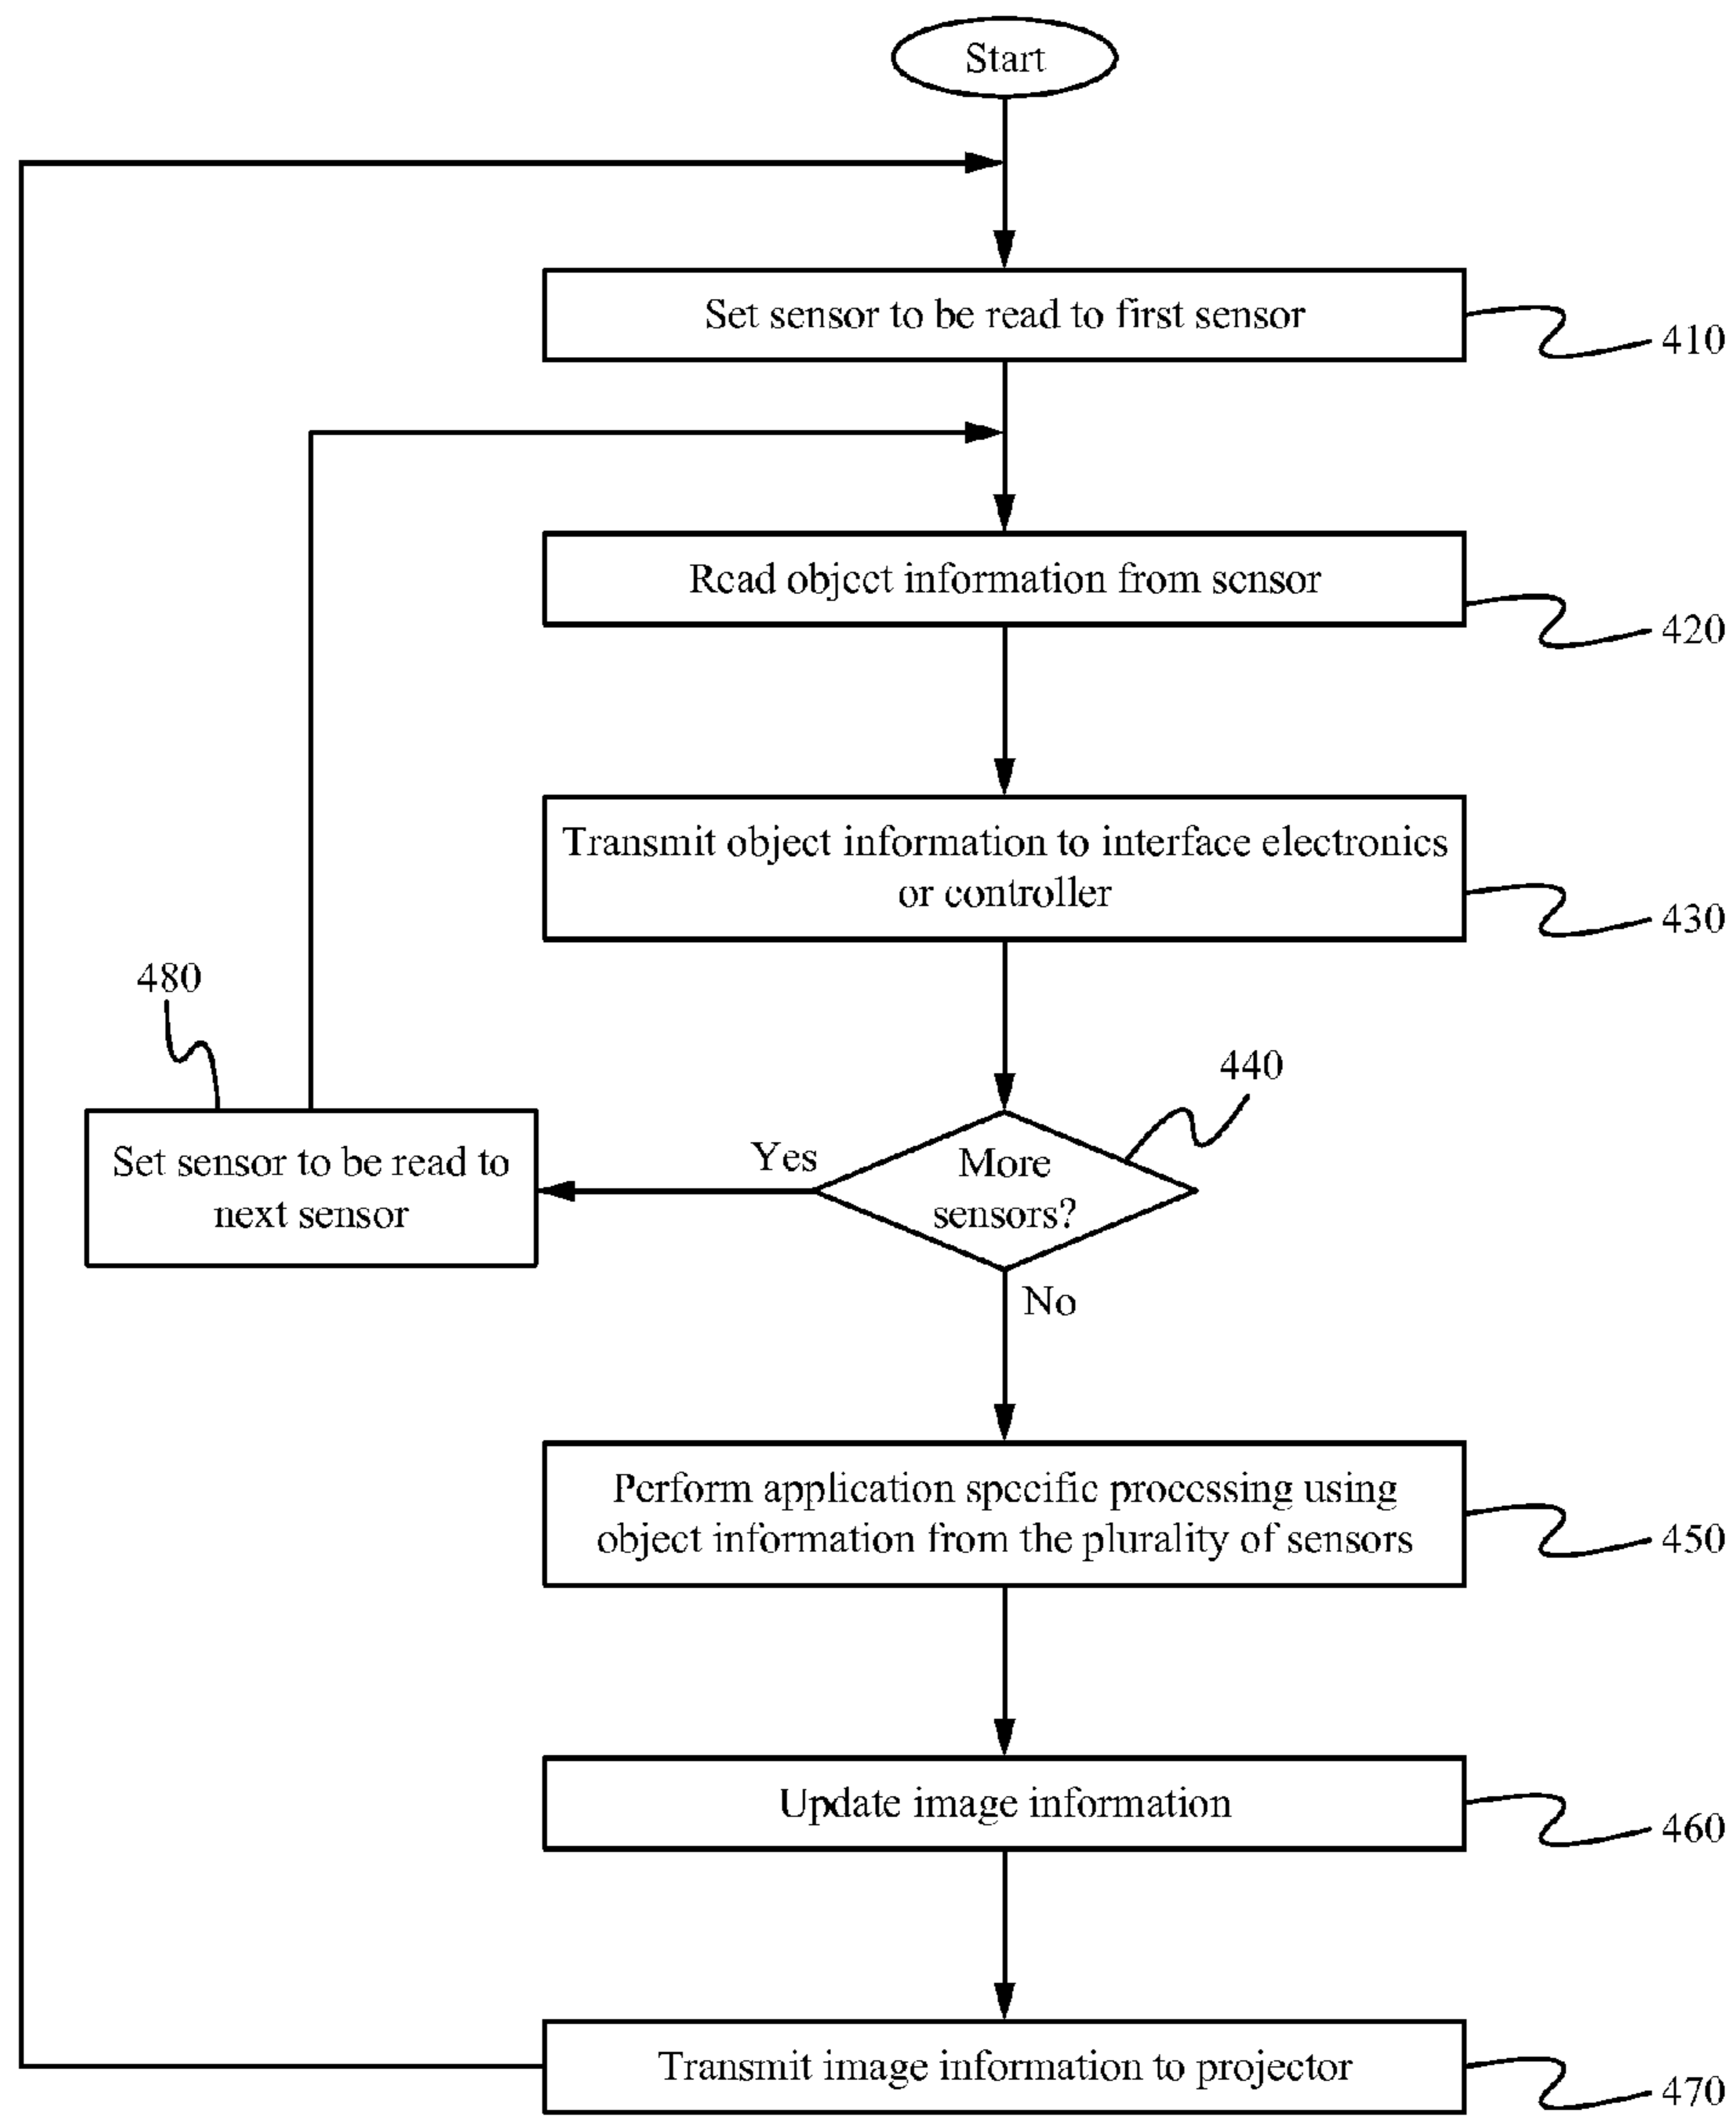 Start
Set sensor to be read to first sensor
410
Read object information from sensor
420
Transmit object information to interface electronics
or controller
430
480
440
Set sensor to be read to
next sensor
Yes
More
sensors?
No
Perform application specific processing using
object information from the plurality of sensors
450
Update image information
460
Transmit image information to projector
470